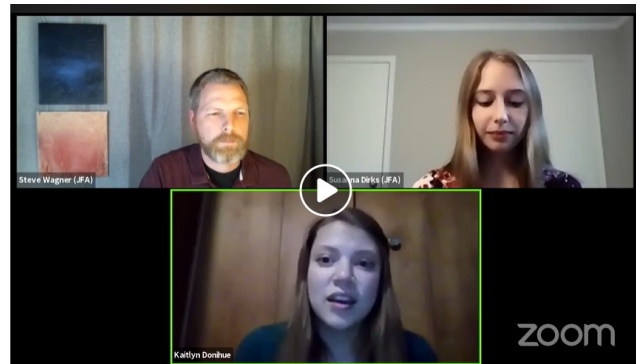 Steve Wagner (JFA)
Susanna Dirks (JFA)
Kaitlyn Donihue
zoom